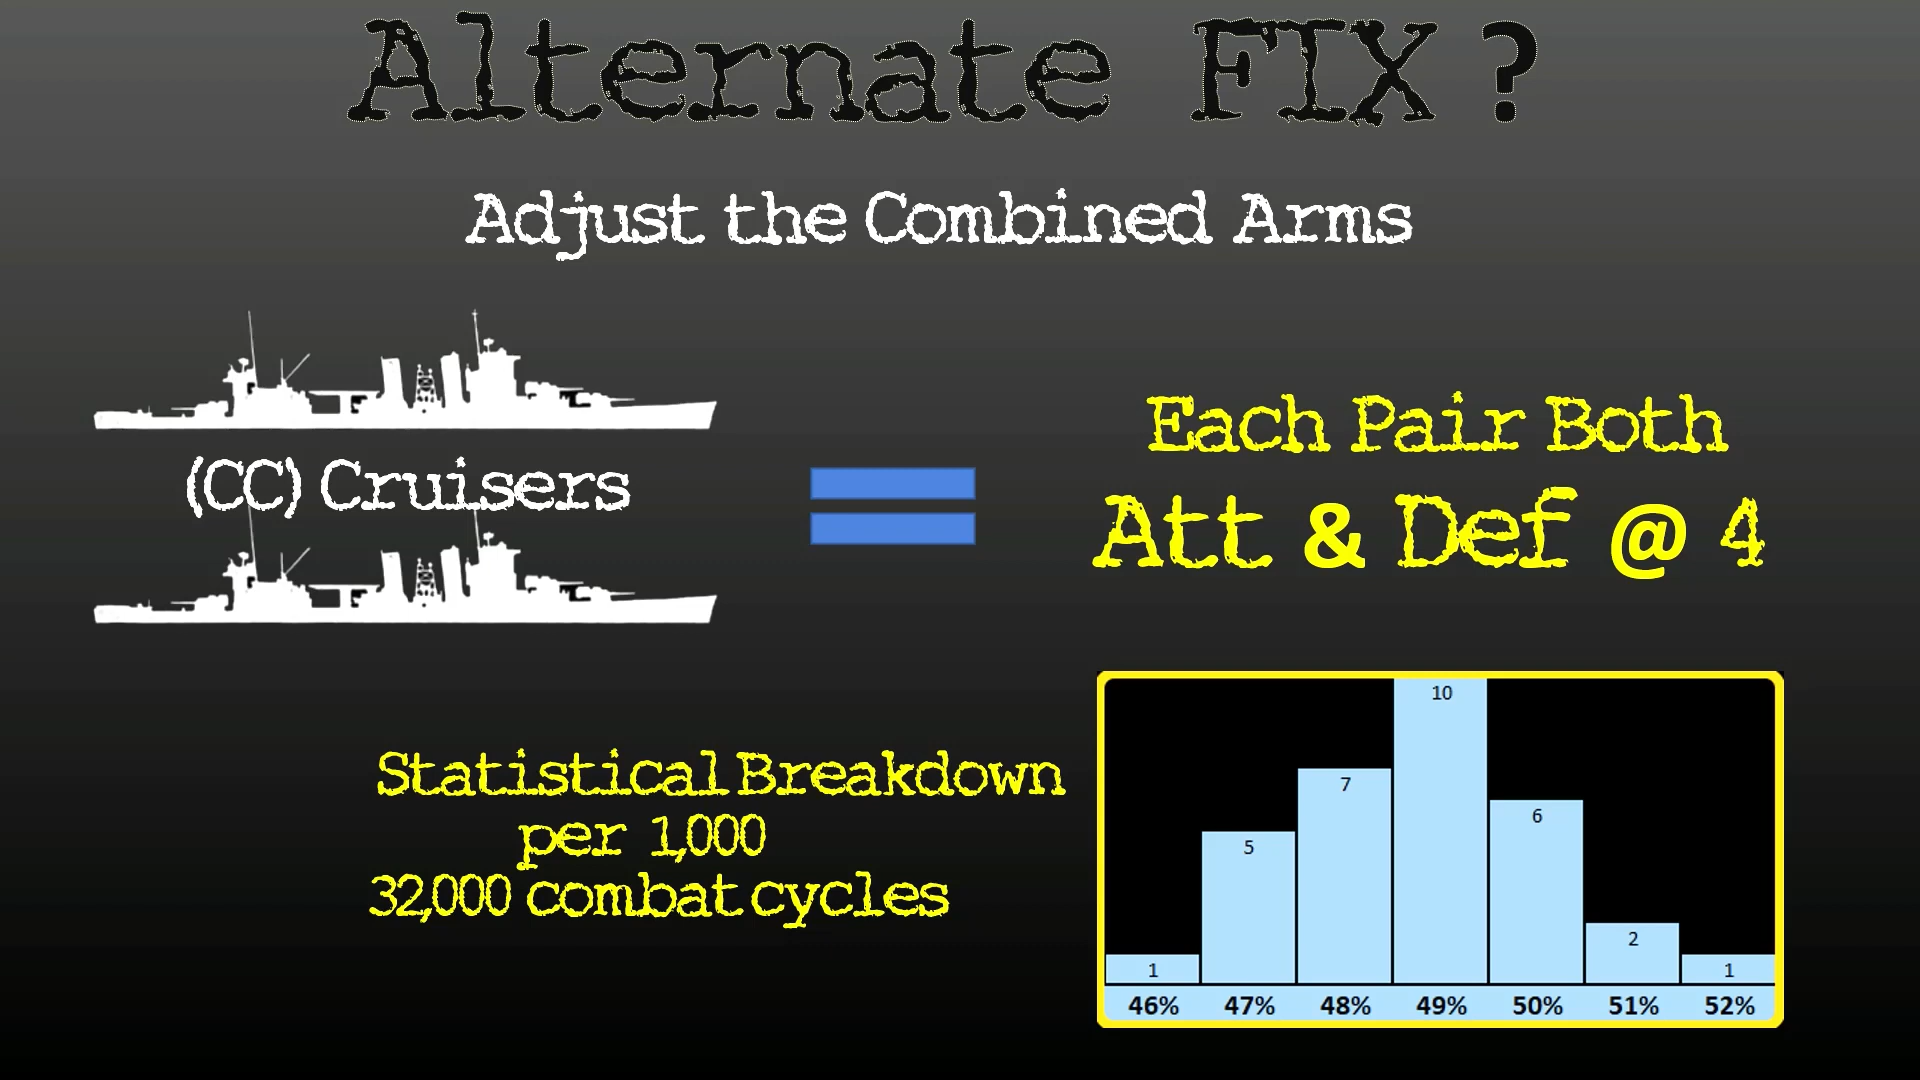 Alternate FIX ?
Adjust the Combined Arms
(CC) Cruisers
Each Pair Both
Att & Def @ 4
Statistical Breakdown
per 1,000
32,000 combat cycles
10
7
6
5
2
1
1
46% 47% 48% 49% 50% 51% 52%